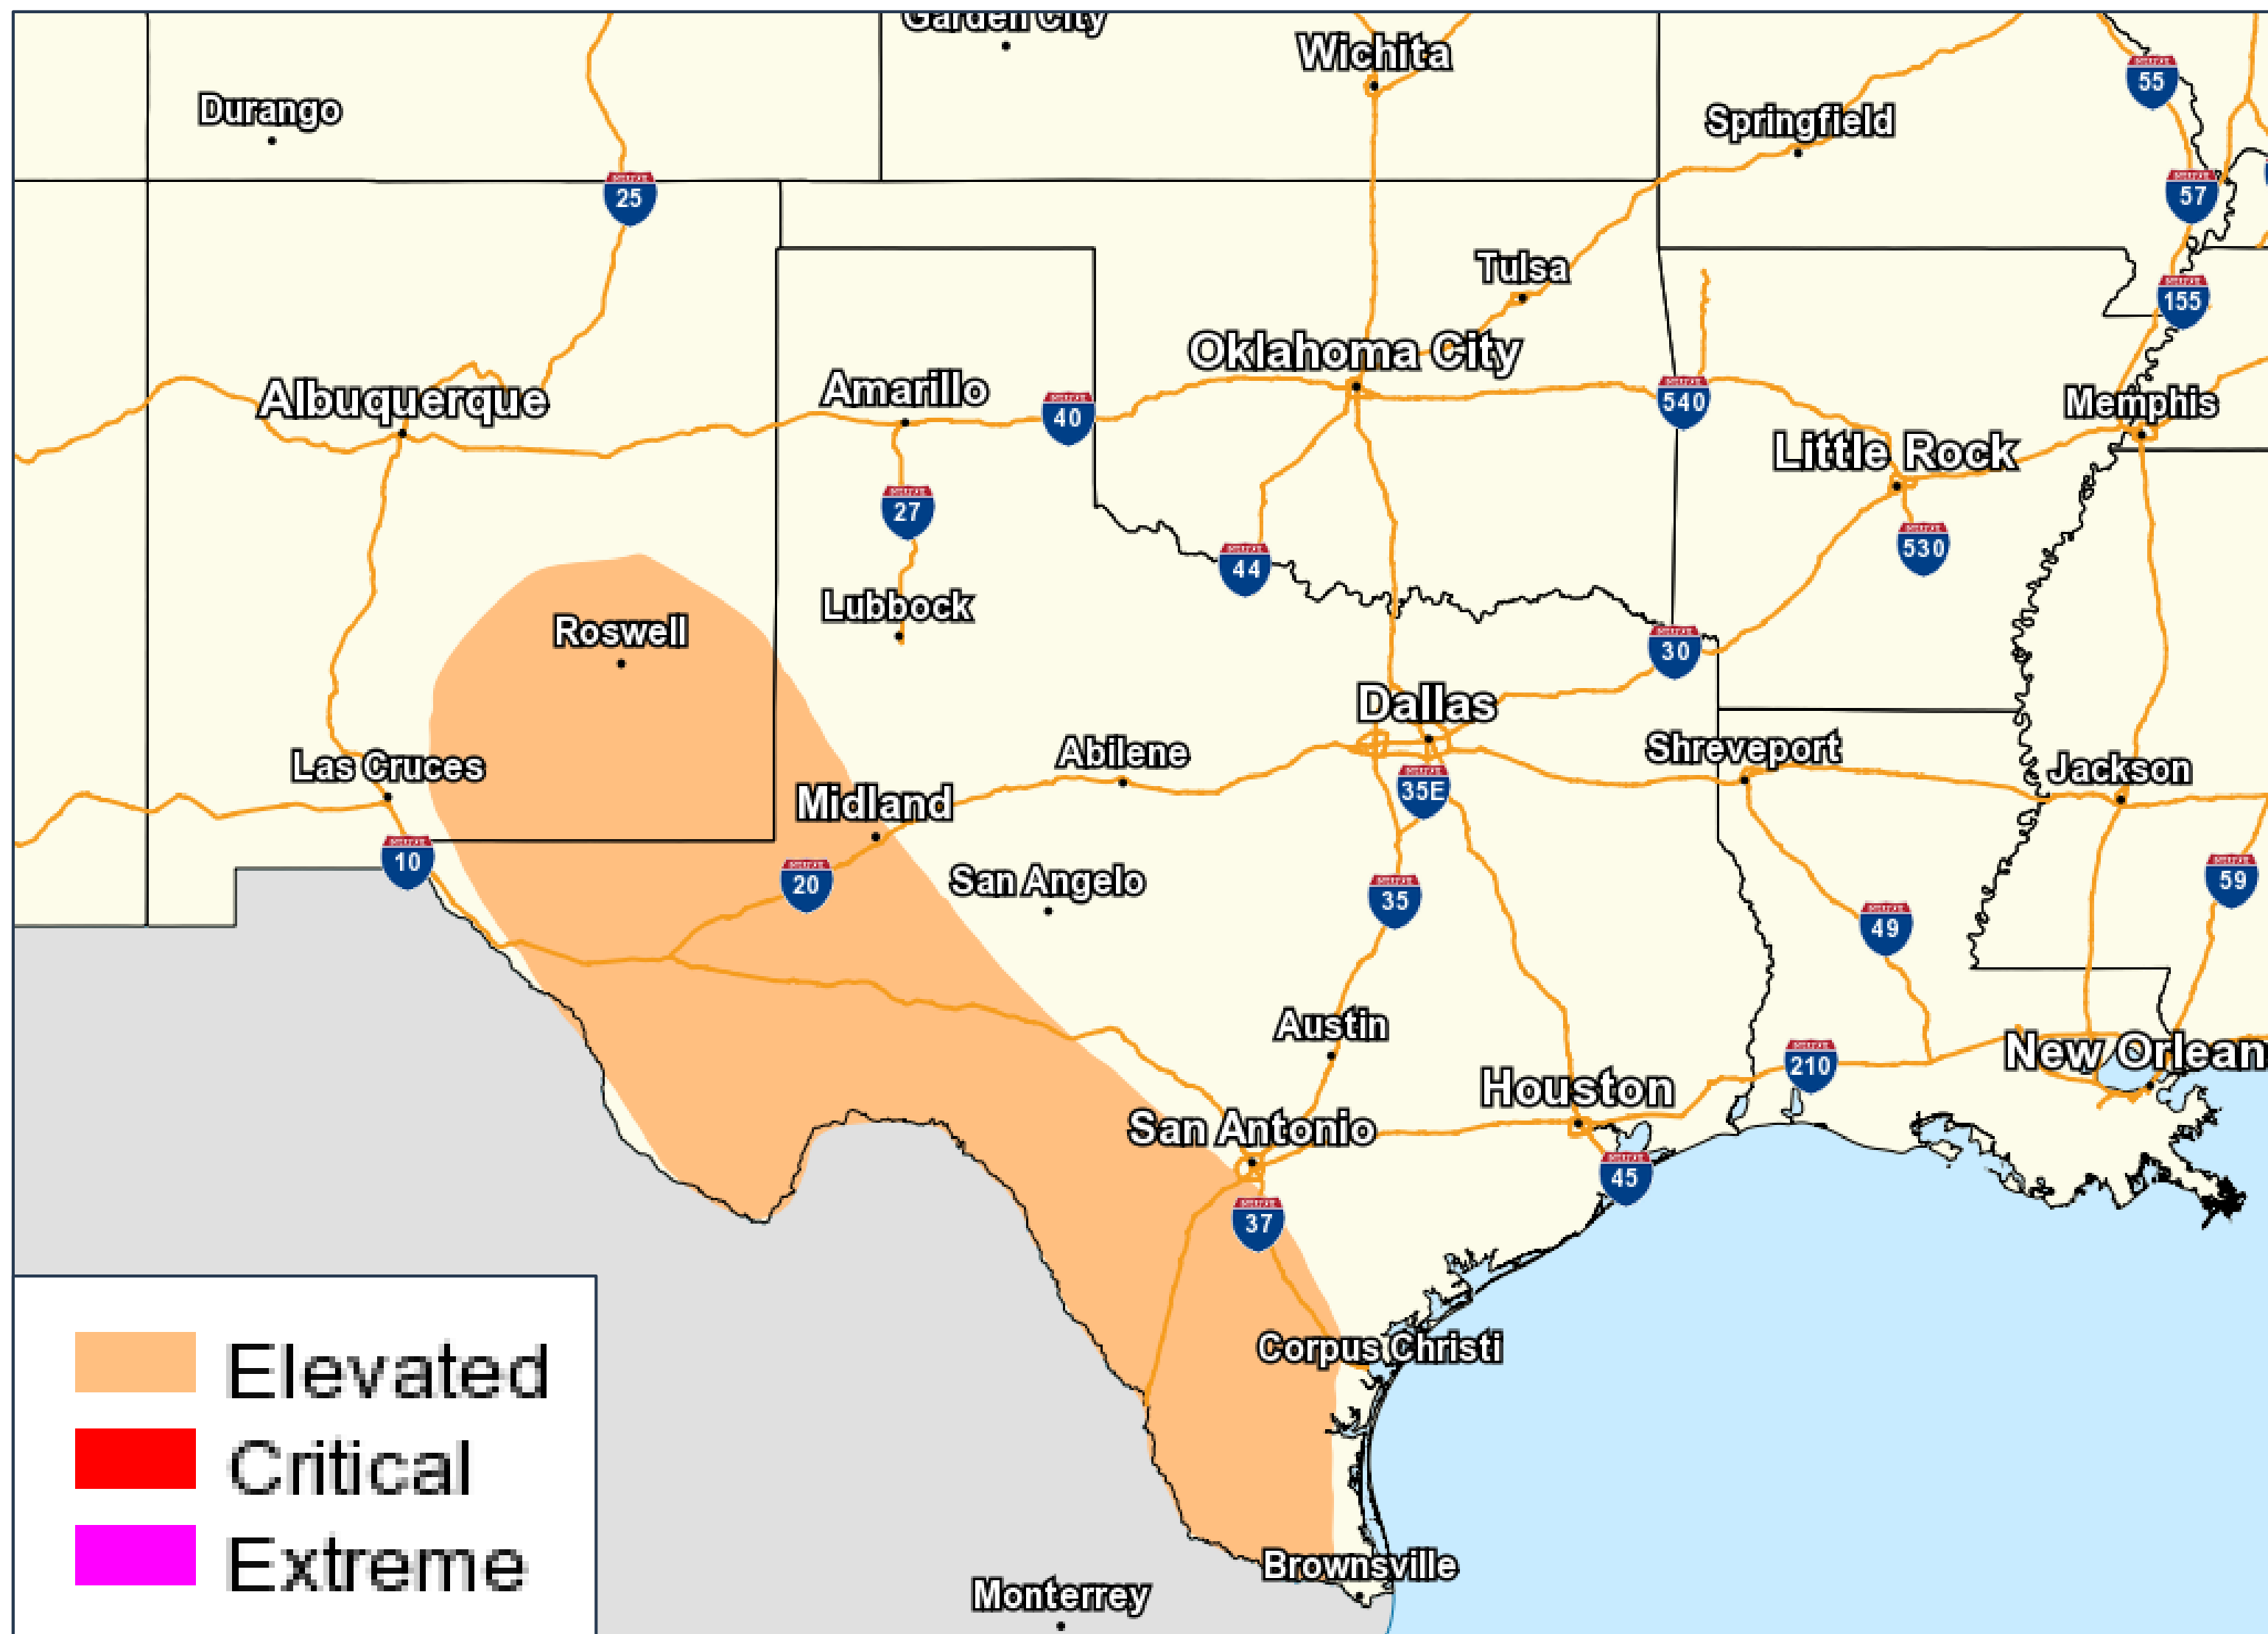 Garden City
Wichita
55
Durango
Springfield
25
57
Tulsa
155
Oklahoma City
Albuquerque
Amarillo
40
540
Memphis
Little Rock
27
530
44
Lubbock
Roswell
30
Dallas
Las Cruces
Abilene
Shreveport
Jackson
Midland
35E
10
20
San Angelo
35
59
49
Austin
New Orlean
210
Houston
San Antonio
45
37
Corpus Christi
Elevated
Critical
Extreme
Brownsville
Monterrey